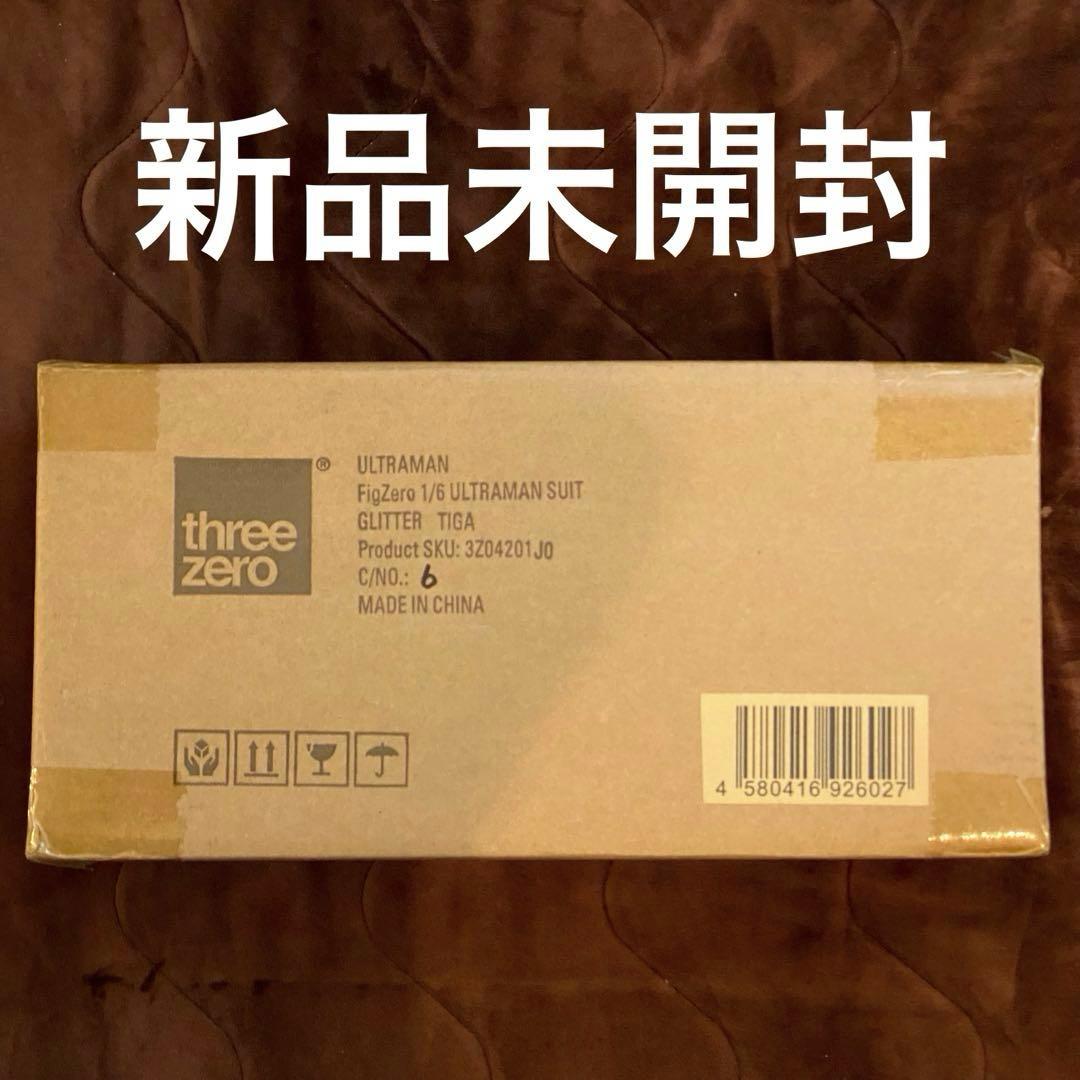 新品未開封
three
zero
®
ULTRAMAN
FigZero 1/6 ULTRAMAN SUIT
GLITTER TIGA
Product SKU: 3Z04201J0
C/NO.: 6
MADE IN CHINA
4 580416 926027